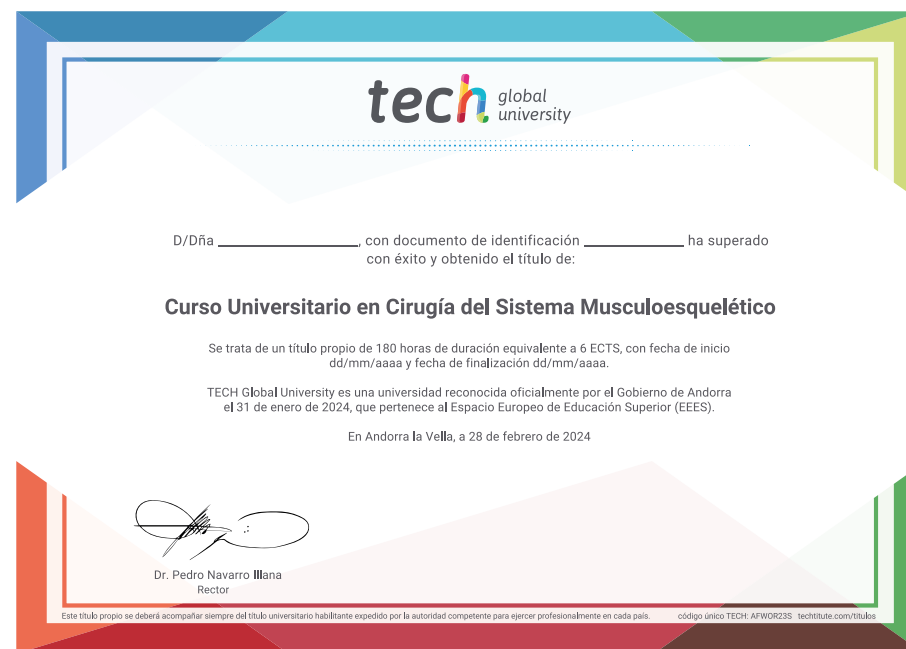 tech global university
D/Dña ____________________, con documento de identificación ______________ ha superado
con éxito y obtenido el título de:
Curso Universitario en Cirugía del Sistema Musculoesquelético
Se trata de un título propio de 180 horas de duración equivalente a 6 ECTS, con fecha de inicio
dd/mm/aaaa y fecha de finalización dd/mm/aaaa.
TECH Global University es una universidad reconocida oficialmente por el Gobierno de Andorra
el 31 de enero de 2024, que pertenece al Espacio Europeo de Educación Superior (EEES).
En Andorra la Vella, a 28 de febrero de 2024
Dr. Pedro Navarro Illana
Rector
Este título propio se deberá acompañar siempre del título universitario habilitante expedido por la autoridad competente para ejercer profesionalmente en cada país. código único TECH: AFWOR23S techtitute.com/titulos